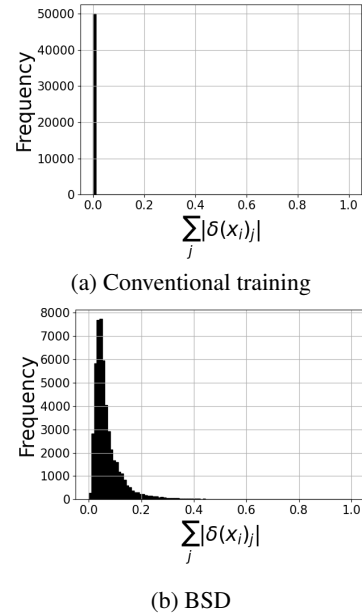 50000
40000
30000
20000
10000
0
Frequency
0.0 0.2 0.4 0.6 0.8 1.0
∑_j |δ(x_i)_j|
(a) Conventional training
8000
7000
6000
5000
4000
3000
2000
1000
0
Frequency
0.0 0.2 0.4 0.6 0.8 1.0
∑_j |δ(x_i)_j|
(b) BSD